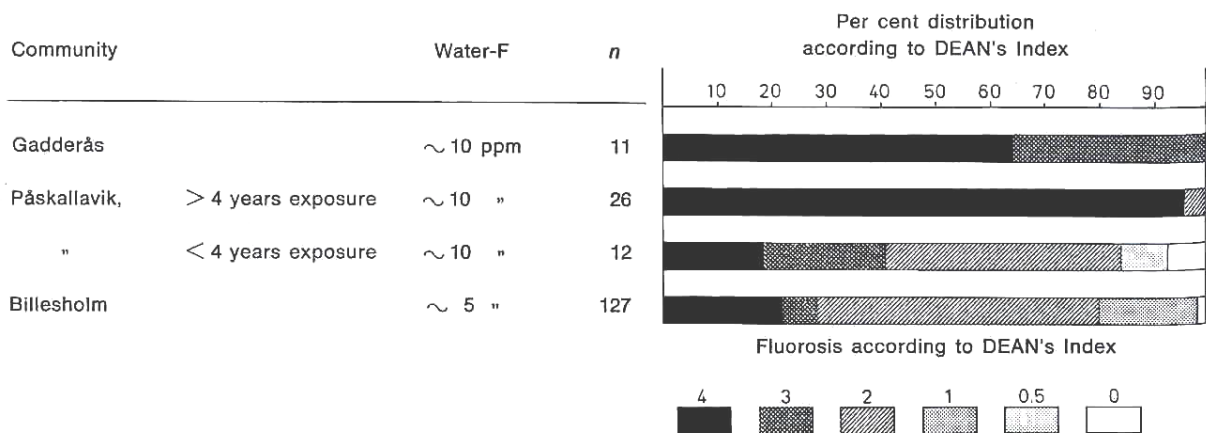 Per cent distribution
Community Water-F n according to DEAN's Index
10 20 30 40 50 60 70 80 90
Gadderås ~ 10 ppm 11
Påskallavik, > 4 years exposure ~ 10 " 26
" < 4 years exposure ~ 10 " 12
Billesholm ~ 5 " 127
Fluorosis according to DEAN's Index
4 3 2 1 0.5 0